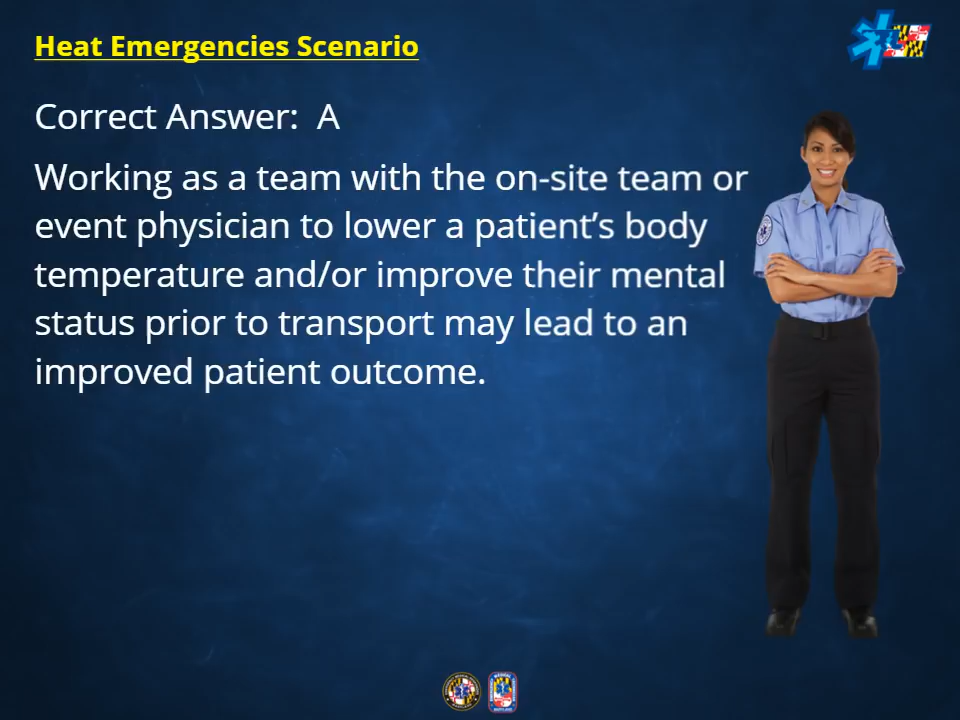 Heat Emergencies Scenario
Correct Answer:  A
Working as a team with the on-site team or
event physician to lower a patient’s body
temperature and/or improve their mental
status prior to transport may lead to an
improved patient outcome.